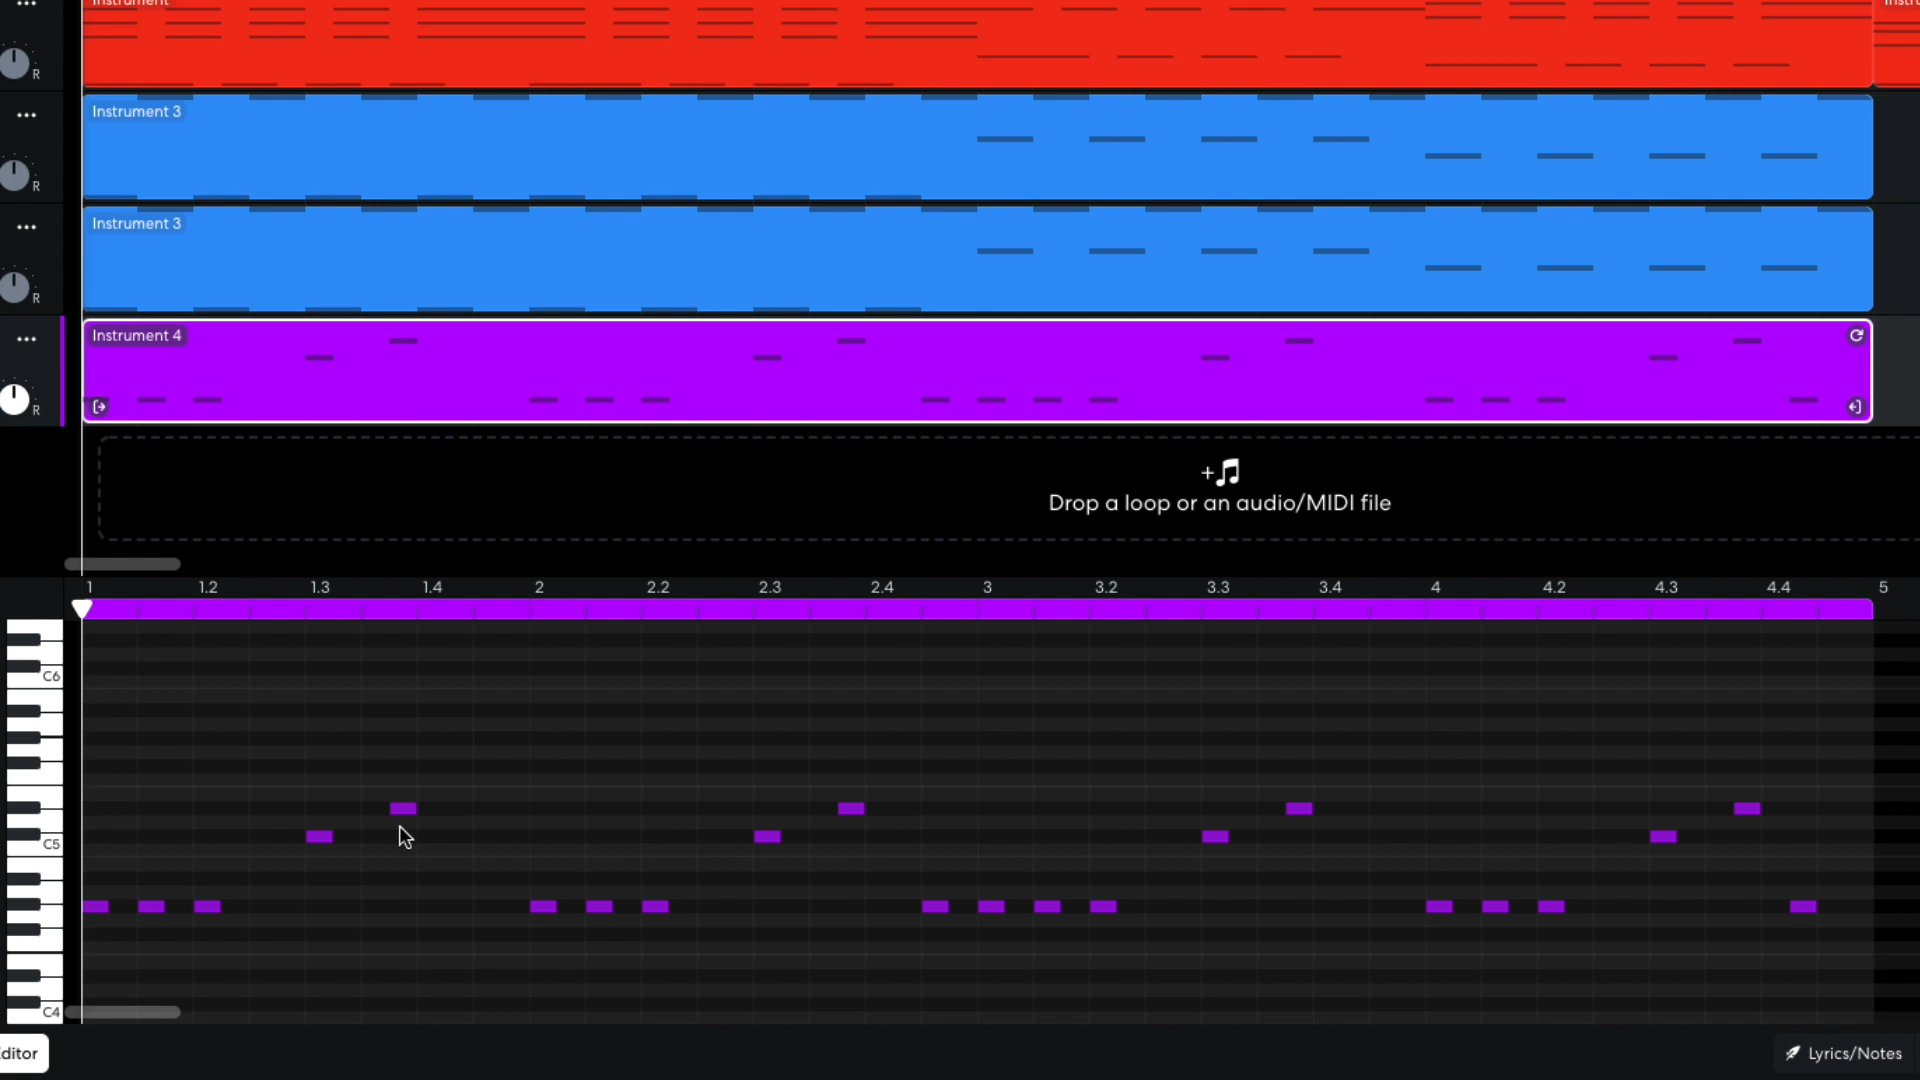 Instrument
R
Instrument 3
R
Instrument 3
R
Instrument 4
R
Drop a loop or an audio/MIDI file
1 1.2 1.3 1.4 2 2.2 2.3 2.4 3 3.2 3.3 3.4 4 4.2 4.3 4.4 5
C6
C5
C4
ditor
Lyrics/Notes